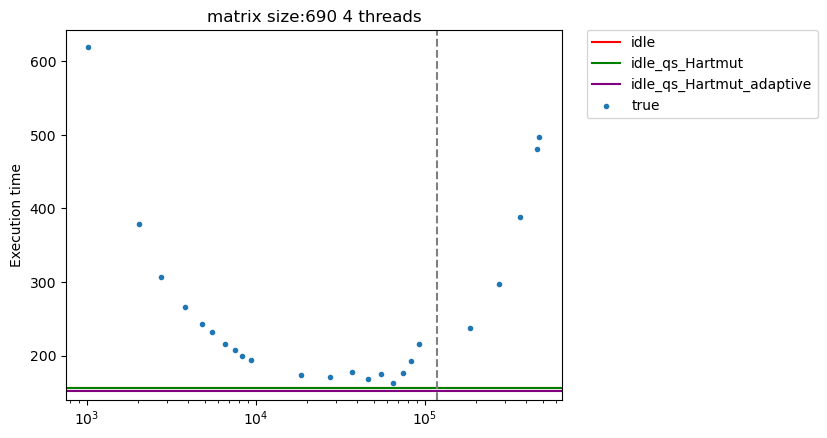 matrix size:690 4 threads
idle
idle_qs_Hartmut
idle_qs_Hartmut_adaptive
true
Execution time
600
500
400
300
200
10³
10⁴
10⁵